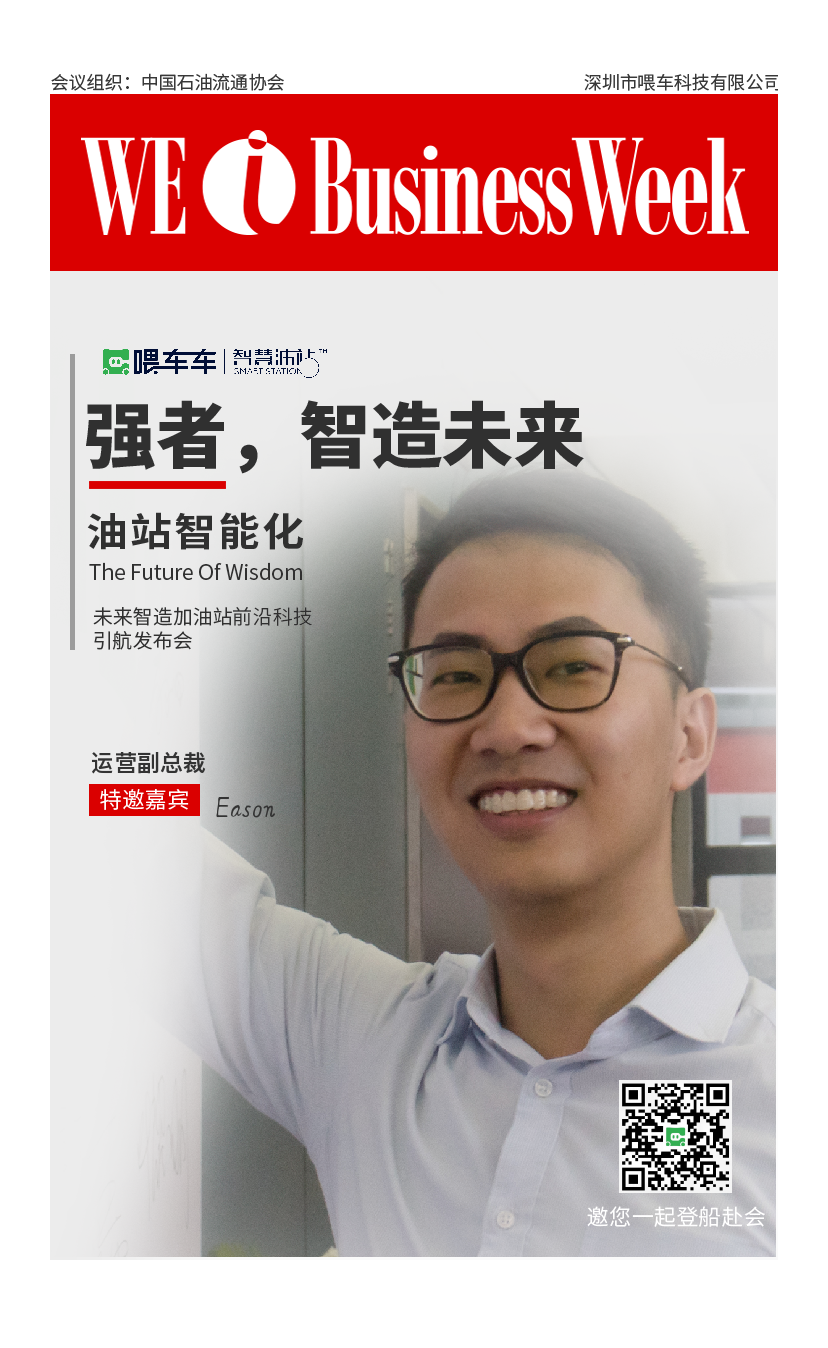 会议组织：中国石油流通协会
深圳市喂车科技有限公司
WE i BusinessWeek
喂车车 智慧油站™
SMART STATION
强者，智造未来
油站智能化
The Future Of Wisdom
未来智造加油站前沿科技
引航发布会
运营副总裁
特邀嘉宾 Eason
邀您一起登船赴会